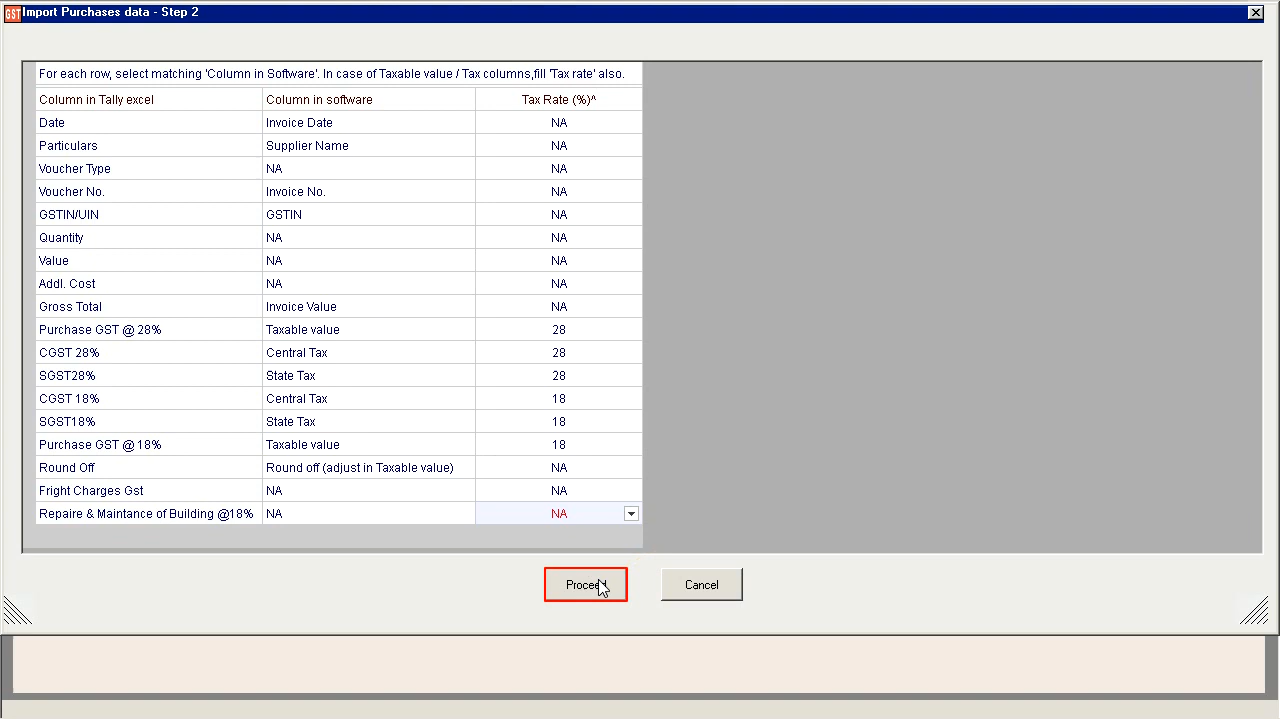 GST Import Purchases data - Step 2
For each row, select matching 'Column in Software'. In case of Taxable value / Tax columns,fill 'Tax rate' also.
Column in Tally excel Column in software Tax Rate (%)^
Date Invoice Date NA
Particulars Supplier Name NA
Voucher Type NA NA
Voucher No. Invoice No. NA
GSTIN/UIN GSTIN NA
Quantity NA NA
Value NA NA
Addl. Cost NA NA
Gross Total Invoice Value NA
Purchase GST @ 28% Taxable value 28
CGST 28% Central Tax 28
SGST28% State Tax 28
CGST 18% Central Tax 18
SGST18% State Tax 18
Purchase GST @ 18% Taxable value 18
Round Off Round off (adjust in Taxable value) NA
Fright Charges Gst NA NA
Repaire & Maintance of Building @18% NA NA
Proceed Cancel